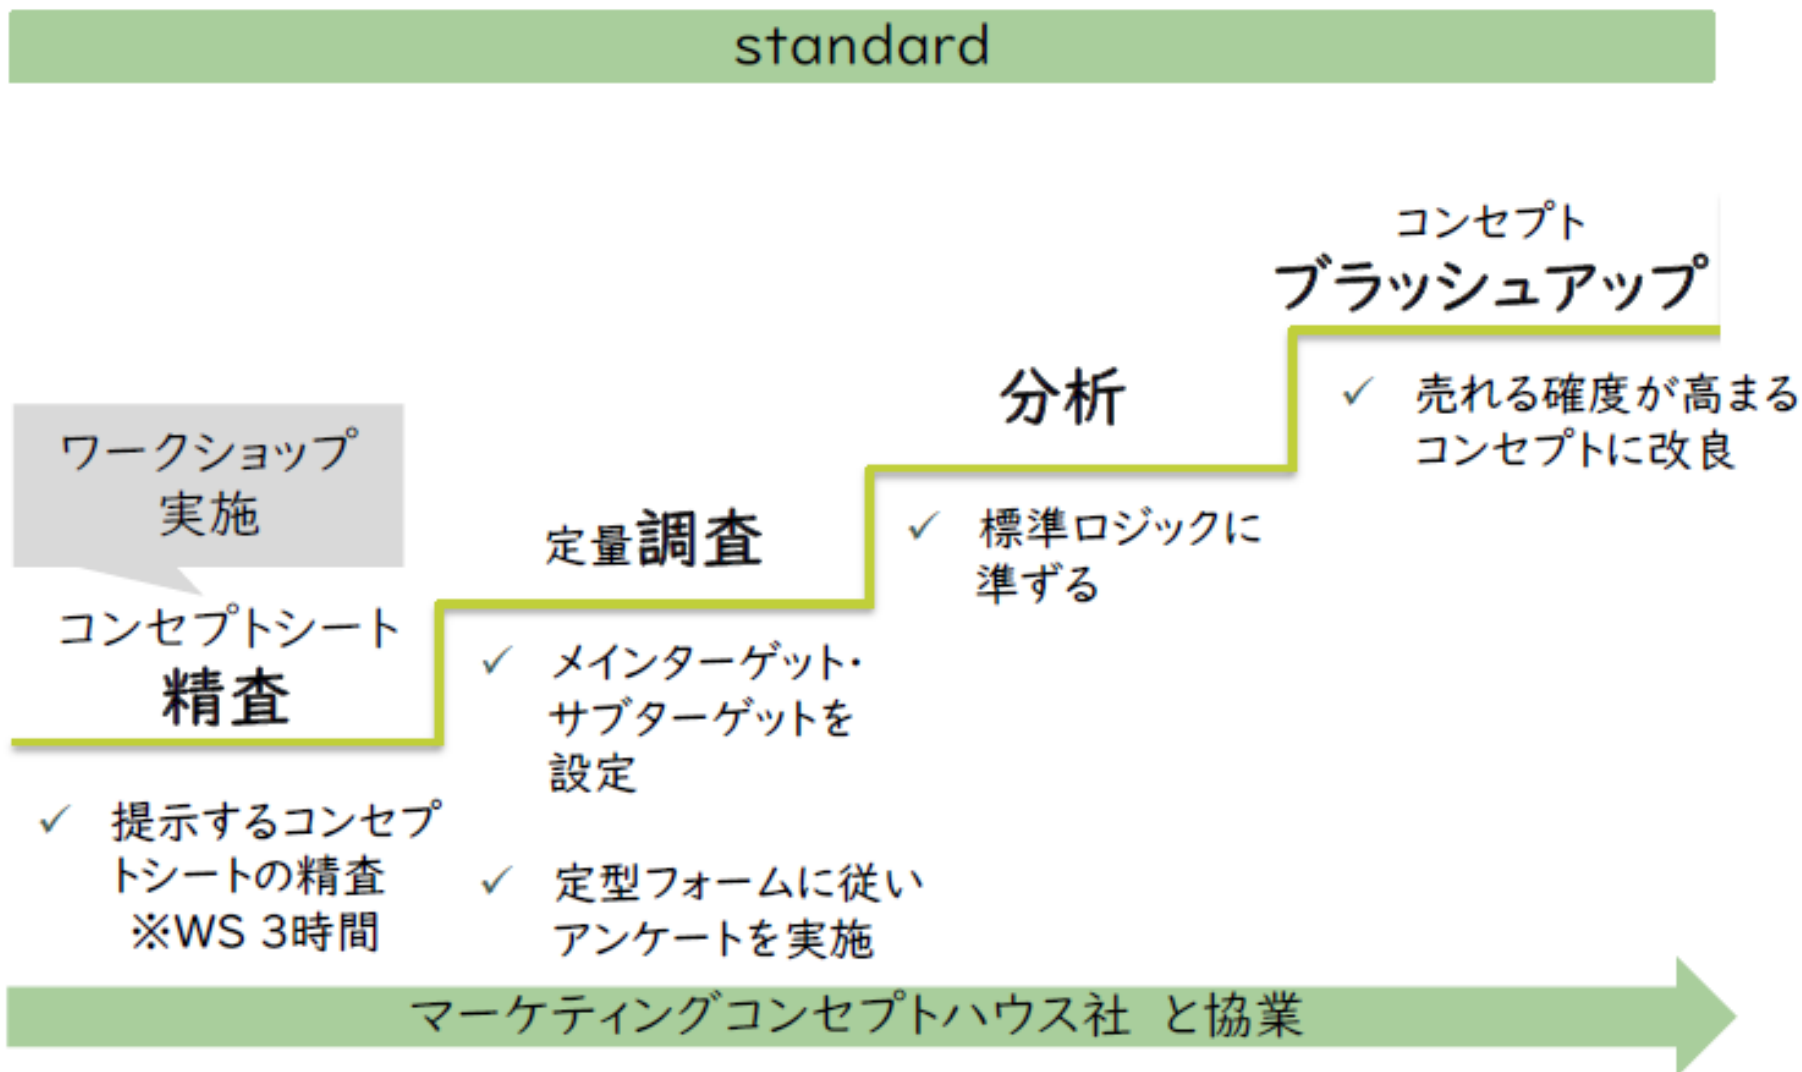 standard
コンセプト
ブラッシュアップ
✓ 売れる確度が高まる
コンセプトに改良
分析
✓ 標準ロジックに
準ずる
ワークショップ
実施
定量調査
✓ メインターゲット・
サブターゲットを
設定
✓ 定型フォームに従い
アンケートを実施
コンセプトシート
精査
✓ 提示するコンセプ
トシートの精査
※WS 3時間
マーケティングコンセプトハウス社 と協業